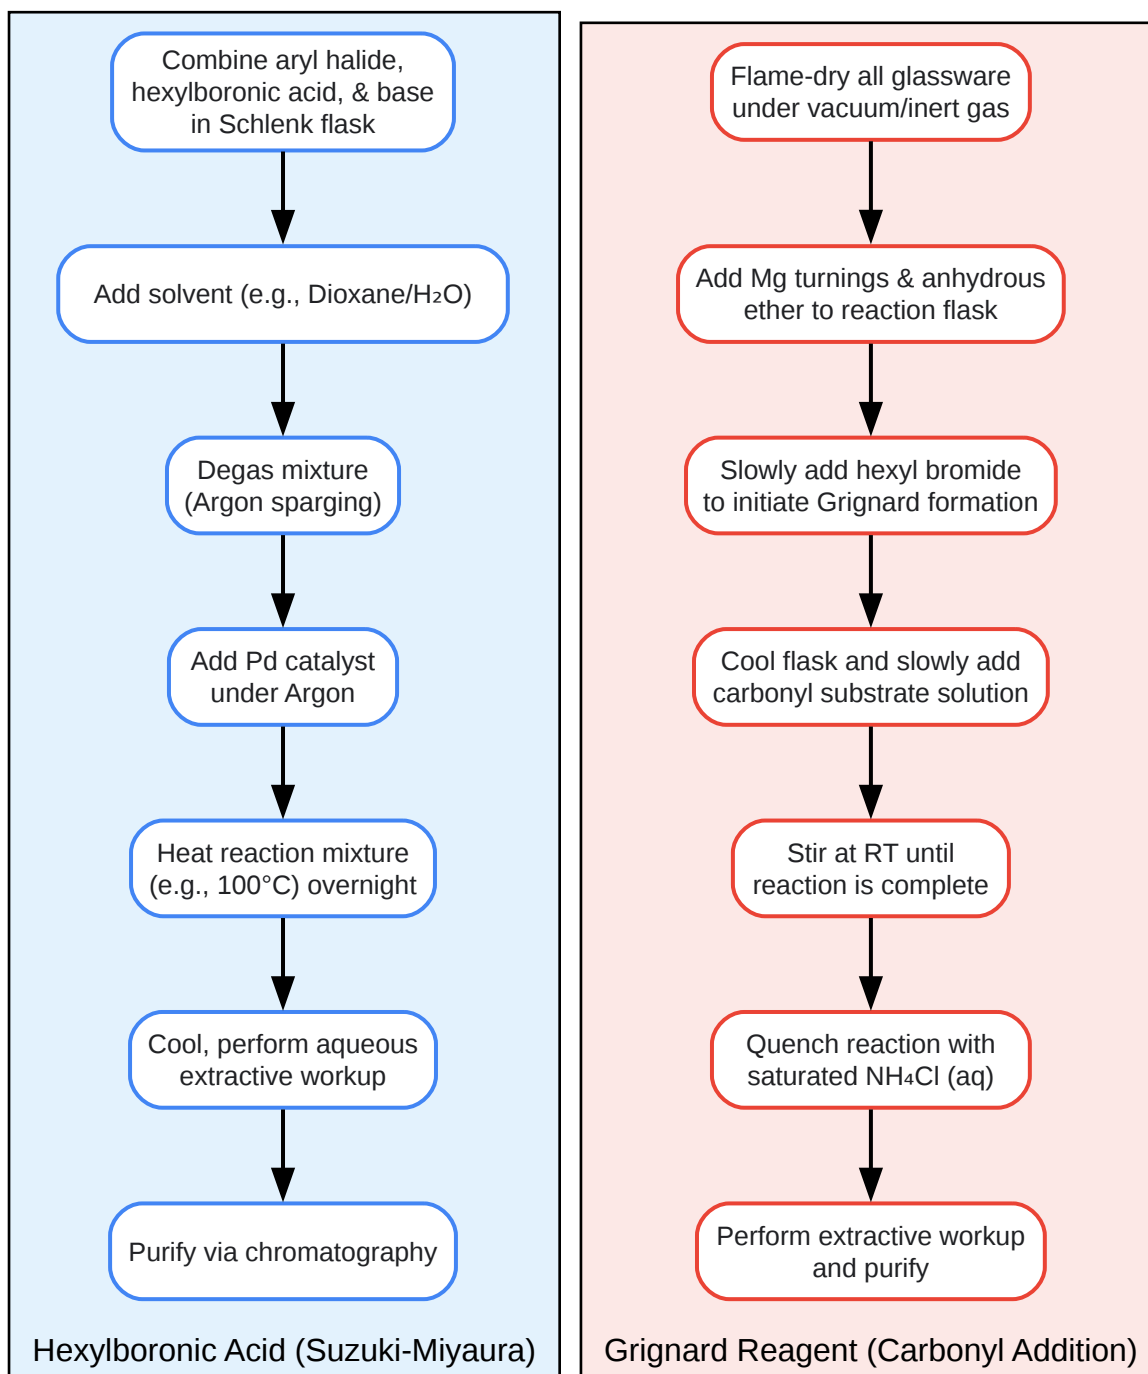 Combine aryl halide,
hexylboronic acid, & base
in Schlenk flask
Add solvent (e.g., Dioxane/H₂O)
Degas mixture
(Argon sparging)
Add Pd catalyst
under Argon
Heat reaction mixture
(e.g., 100°C) overnight
Cool, perform aqueous
extractive workup
Purify via chromatography
Hexylboronic Acid (Suzuki-Miyaura)
Flame-dry all glassware
under vacuum/inert gas
Add Mg turnings & anhydrous
ether to reaction flask
Slowly add hexyl bromide
to initiate Grignard formation
Cool flask and slowly add
carbonyl substrate solution
Stir at RT until
reaction is complete
Quench reaction with
saturated NH₄Cl (aq)
Perform extractive workup
and purify
Grignard Reagent (Carbonyl Addition)